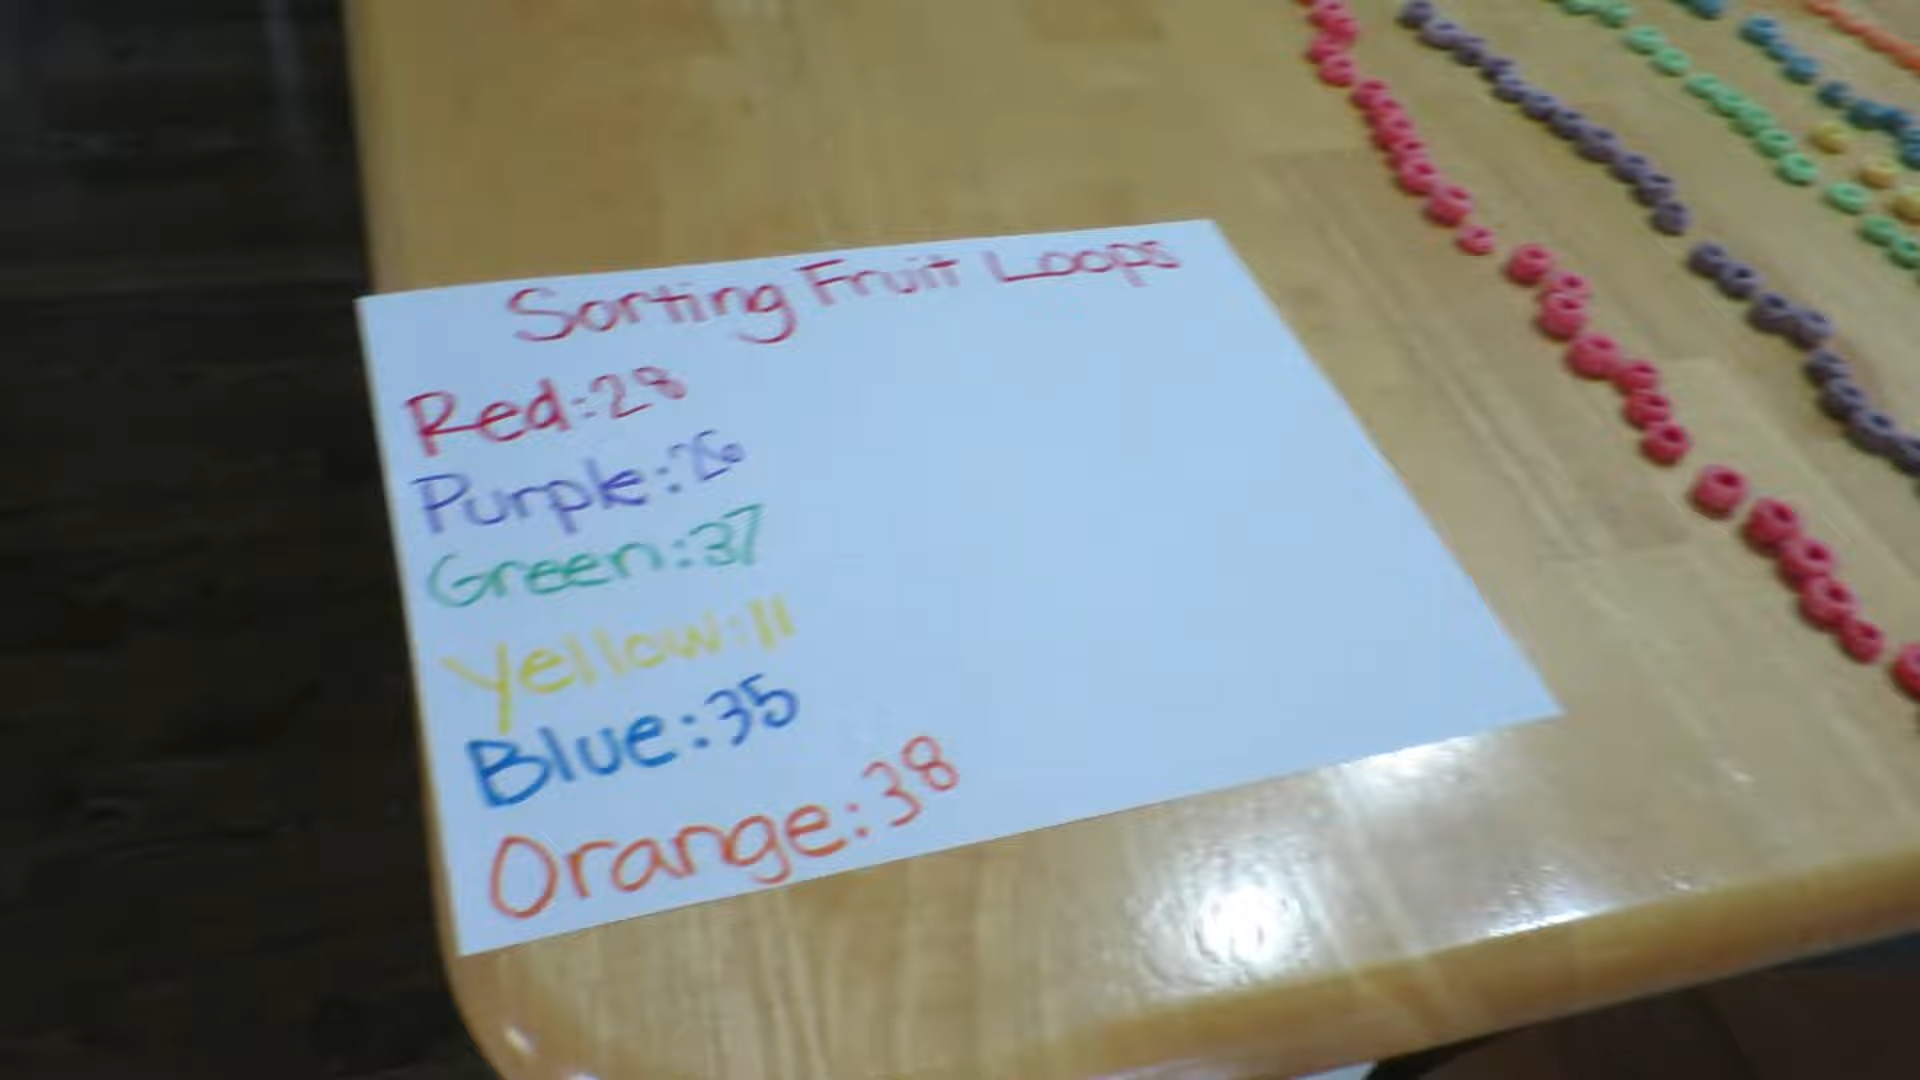 Sorting Fruit Loops
Red:28
Purple:26
Green:37
Yellow:11
Blue:35
Orange:38